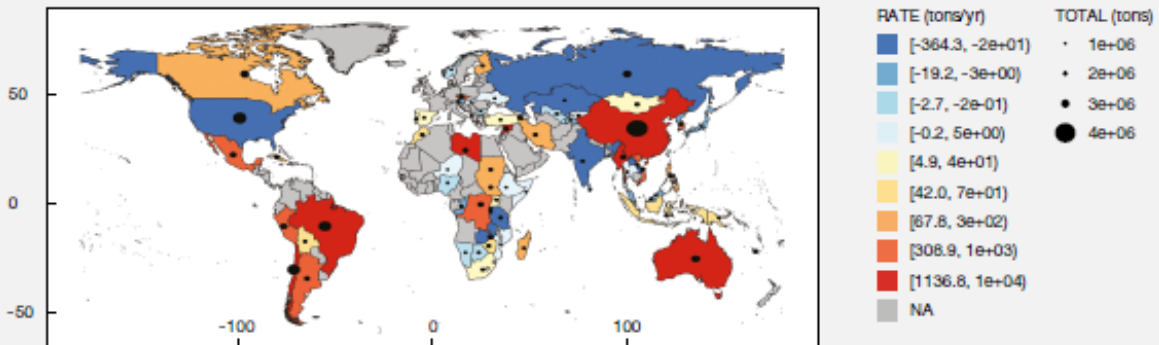 RATE (tons/yr)
[-364.3, -2e+01)
[-19.2, -3e+00)
[-2.7, -2e-01)
[-0.2, 5e+00)
[4.9, 4e+01)
[42.0, 7e+01)
[67.8, 3e+02)
[308.9, 1e+03)
[1136.8, 1e+04)
NA
TOTAL (tons)
1e+06
2e+06
3e+06
4e+06
50
0
-50
-100
0
100